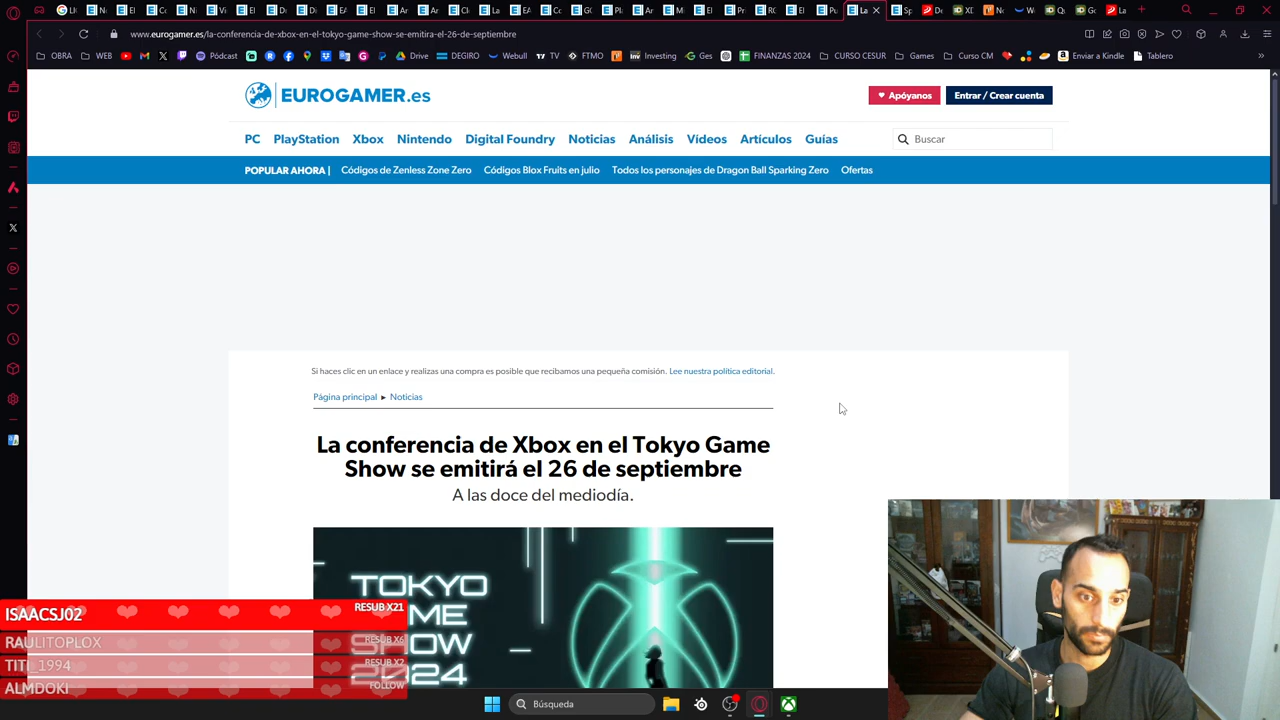 www.eurogamer.es/la-conferencia-de-xbox-en-el-tokyo-game-show-se-emitira-el-26-de-septiembre
OBRA WEB Pódcast Drive DEGIRO Webull TV FTMO Investing Ges FINANZAS 2024 CURSO CESUR Games Curso CM Enviar a Kindle Tablero
EUROGAMER.es
Apóyanos Entrar / Crear cuenta
PC PlayStation Xbox Nintendo Digital Foundry Noticias Análisis Vídeos Artículos Guías Buscar
POPULAR AHORA | Códigos de Zenless Zone Zero Códigos Blox Fruits en julio Todos los personajes de Dragon Ball Sparking Zero Ofertas
Si haces clic en un enlace y realizas una compra es posible que recibamos una pequeña comisión. Lee nuestra política editorial.
Página principal ▸ Noticias
La conferencia de Xbox en el Tokyo Game
Show se emitirá el 26 de septiembre
A las doce del mediodía.
TOKYO
GAME
SHOW
2024
ISAACSJ02 RESUB X21
RAULITOPLOX RESUB X6
TITI_1994 RESUB X2
ALMDOKI FOLLOW
Búsqueda